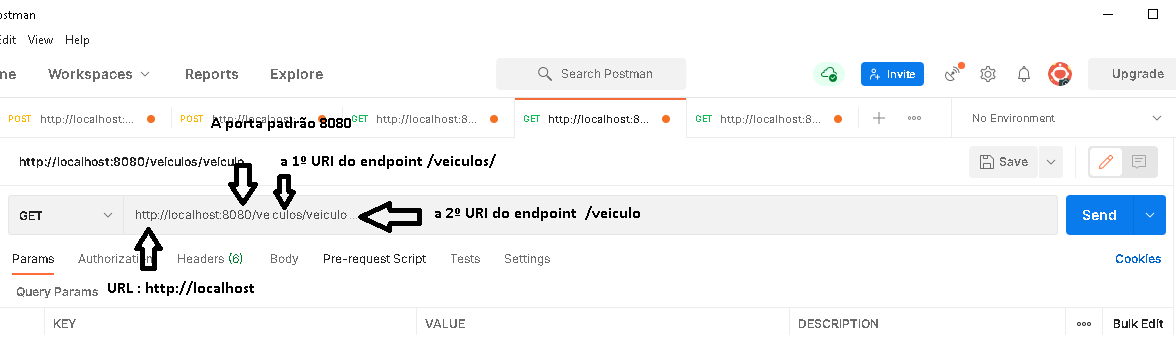 ostman
Edit View Help
me Workspaces Reports Explore Search Postman Invite Upgrade
POST http://localhost:... POST http://localhost:... GET http://localhost:8... GET http://localhost:8... GET http://localhost:8... No Environment
A porta padrão 8080
http://localhost:8080/veiculos/veiculo a 1º URI do endpoint /veiculos/ Save
GET http://localhost:8080/veiculos/veiculo a 2º URI do endpoint /veiculo Send
Params Authorization Headers (6) Body Pre-request Script Tests Settings Cookies
Query Params URL : http://localhost
KEY VALUE DESCRIPTION Bulk Edit